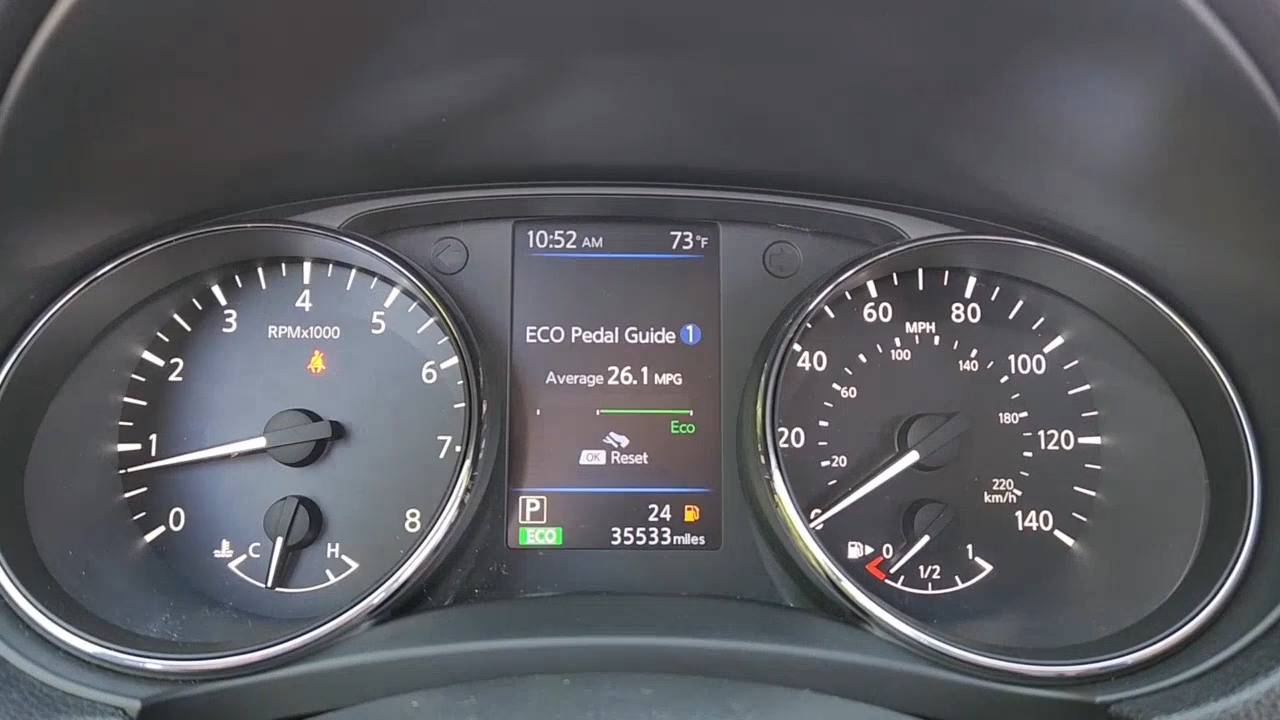 10:52 AM 73°F
ECO Pedal Guide 1
Average 26.1 MPG
Eco
OK Reset
P 24
ECO 35533 miles
0 1 2 3 4 5 6 7 8
RPMx1000
C H
0 20 40 60 80 100 120 140
MPH
20 60 100 140 180 220
km/h
0 1/2 1